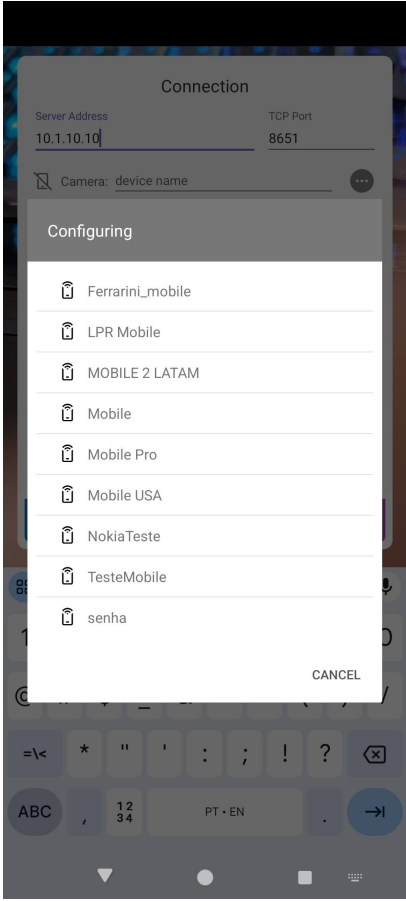 Connection
Server Address TCP Port
10.1.10.10 8651
Camera: device name
Configuring
Ferrarini_mobile
LPR Mobile
MOBILE 2 LATAM
Mobile
Mobile Pro
Mobile USA
NokiaTeste
TesteMobile
senha
CANCEL
=\< * " ' : ; ! ?
ABC , 12 34 PT • EN .